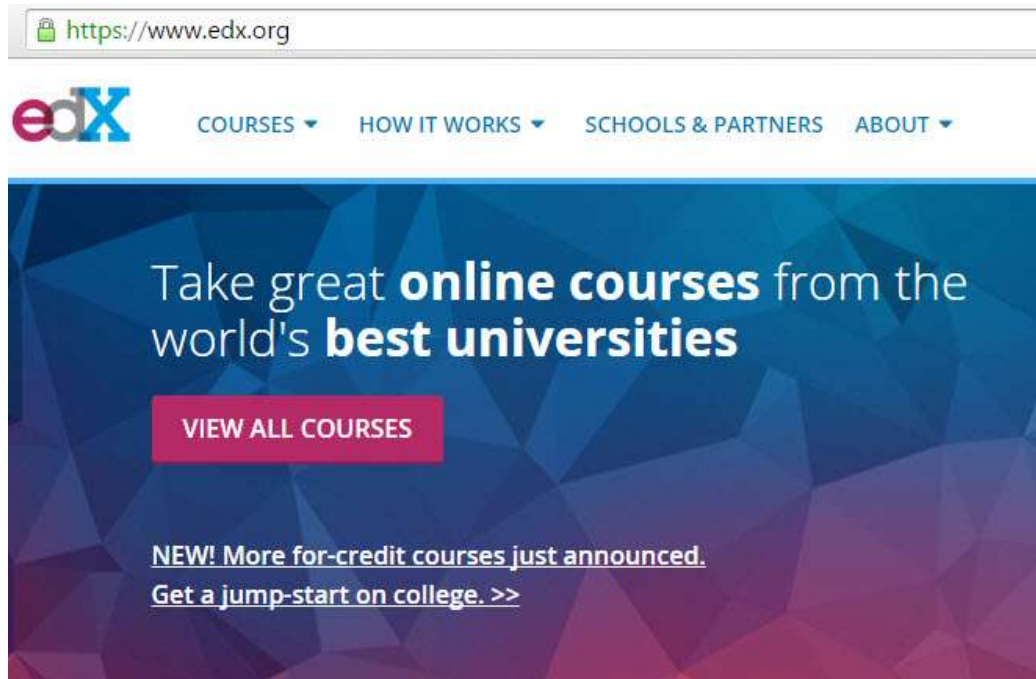 https://www.edx.org
edX
COURSES HOW IT WORKS SCHOOLS & PARTNERS ABOUT
Take great online courses from the
world's best universities
VIEW ALL COURSES
NEW! More for-credit courses just announced.
Get a jump-start on college. >>